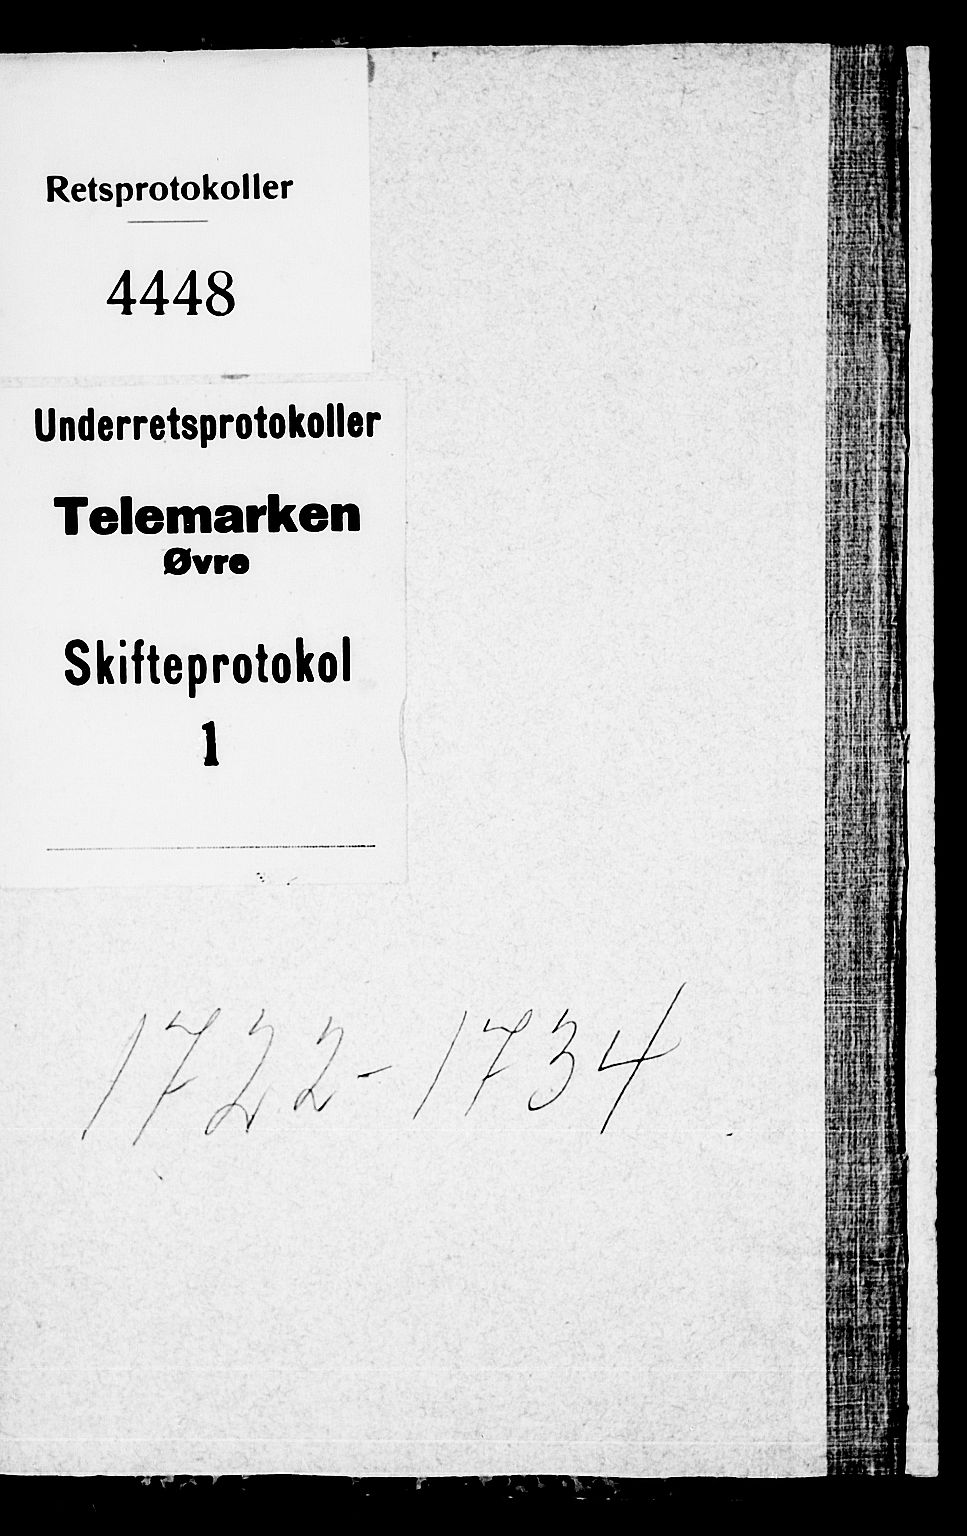 Retsprotokoller
4448
Underretsprotokoller
Telemarken
Øvre
Skifteprotokol
1
1722-1734